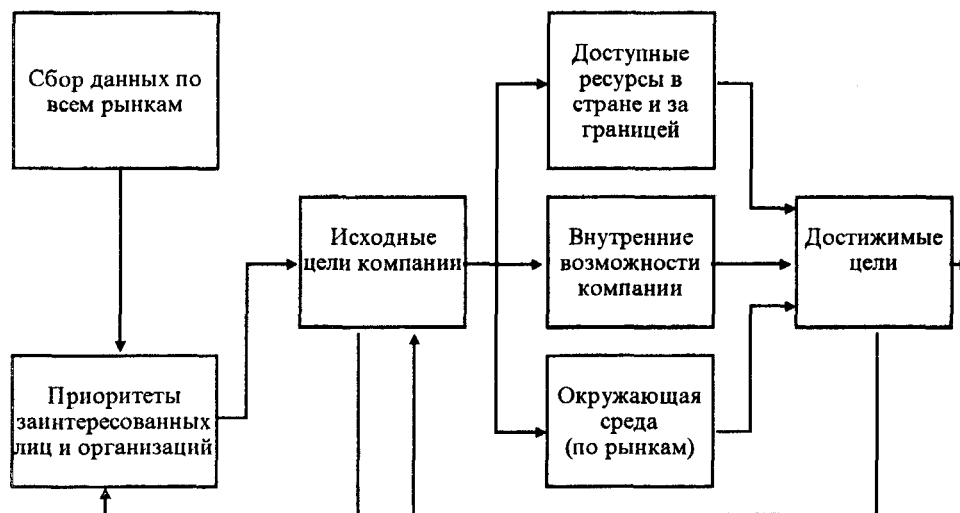 Сбор данных по
всем рынкам
Приоритеты
заинтересованных
лиц и организаций
Исходные
цели компании
Доступные
ресурсы в
стране и за
границей
Внутренние
возможности
компании
Окружающая
среда
(по рынкам)
Достижимые
цели